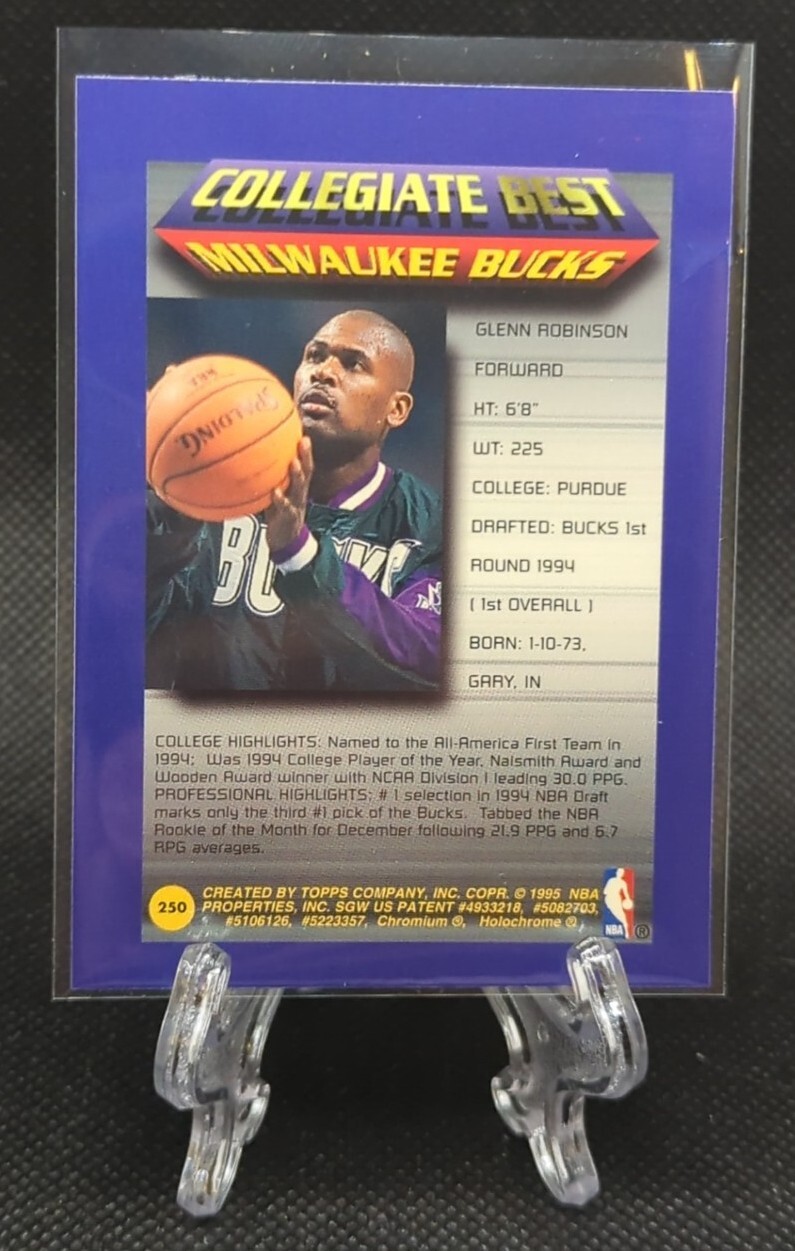 COLLEGIATE BEST
MILWAUKEE BUCKS
SPALDING
BUCKS
GLENN ROBINSON
FORWARD
HT: 6'8"
WT: 225
COLLEGE: PURDUE
DRAFTED: BUCKS 1st
ROUND 1994
( 1st OVERALL )
BORN: 1-10-73,
GARY, IN
COLLEGE HIGHLIGHTS: Named to the All-America First Team in
1994; Was 1994 College Player of the Year, Naismith Award and
Wooden Award winner with NCAA Division I leading 30.0 PPG.
PROFESSIONAL HIGHLIGHTS: # 1 selection in 1994 NBA Draft
marks only the third #1 pick of the Bucks. Tabbed the NBA
Rookie of the Month for December following 21.9 PPG and 6.7
RPG averages.
250
CREATED BY TOPPS COMPANY, INC. COPR. © 1995 NBA
PROPERTIES, INC. SGW US PATENT #4933218, #5082703,
#5106126, #5223357, Chromium ®, Holochrome ®
NBA ®